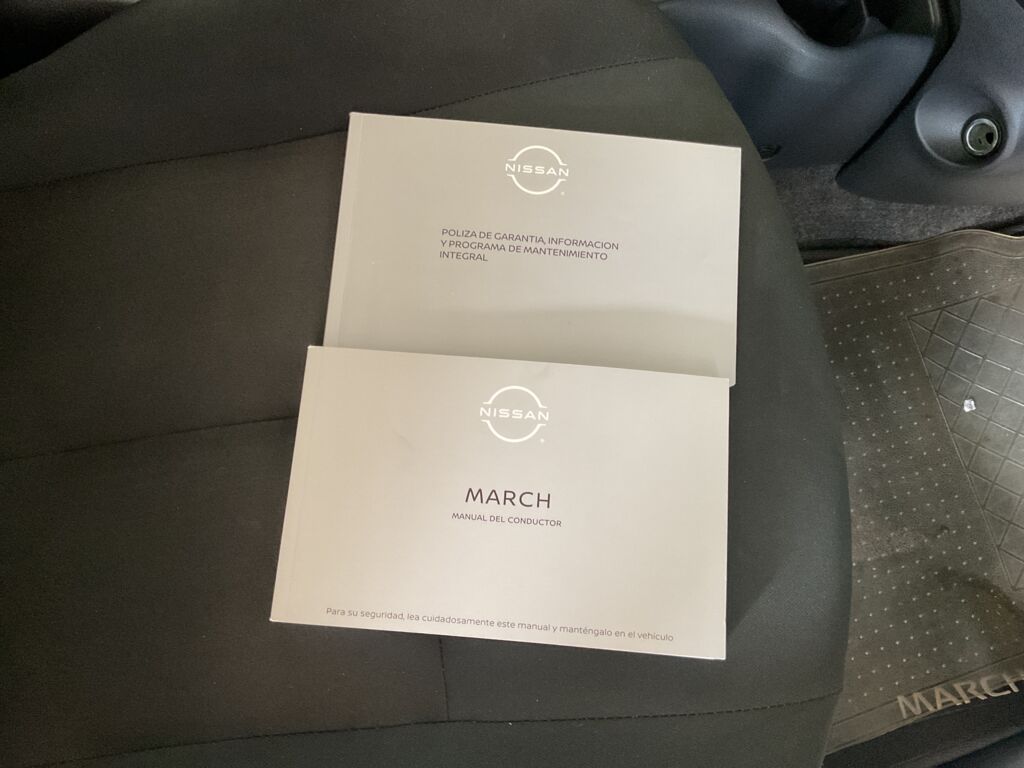 NISSAN
POLIZA DE GARANTIA, INFORMACION
Y PROGRAMA DE MANTENIMIENTO
INTEGRAL
NISSAN
MARCH
MANUAL DEL CONDUCTOR
Para su seguridad, lea cuidadosamente este manual y manténgalo en el vehículo
MARCH